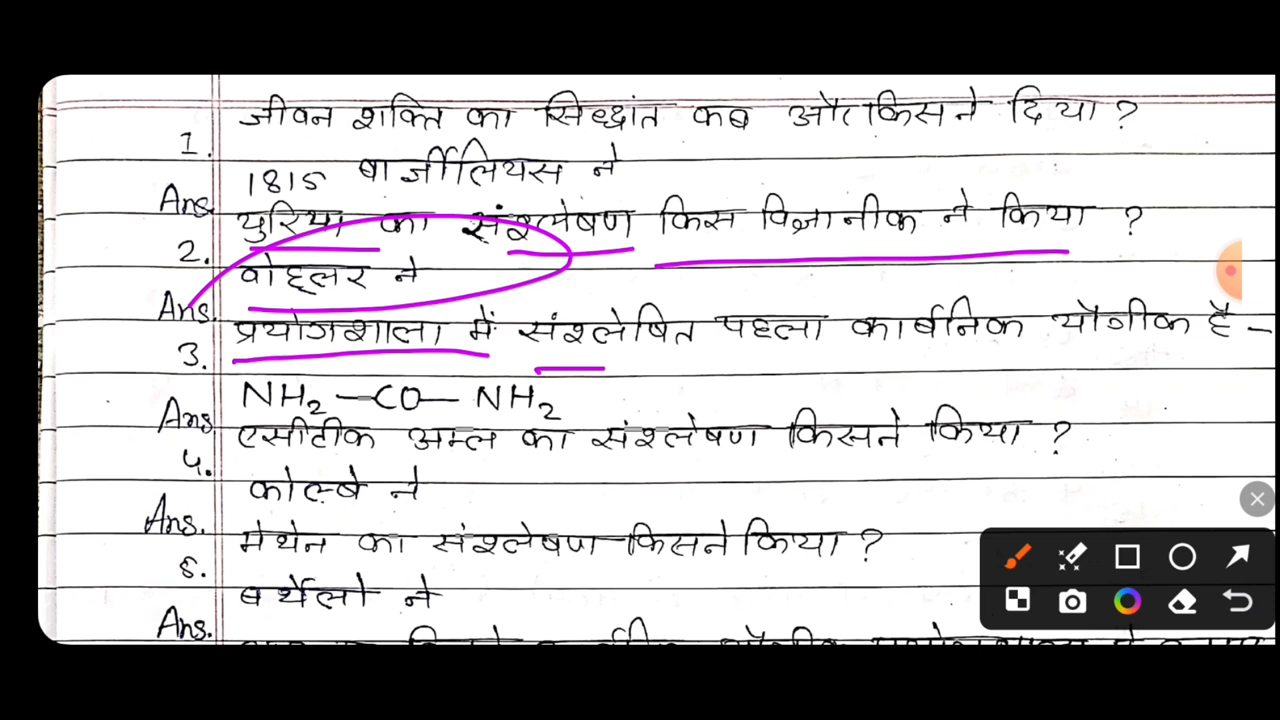 जीवन शक्ति का सिद्धांत कब और किसने दिया ?
1.
1815 बार्जीलियस ने
Ans.
युरिया का संश्लेषण किस विज्ञानीक ने किया ?
2.
वोह्लर ने
Ans.
प्रयोगशाला में संश्लेषित पहला कार्बनिक यौगीक है -
3.
NH₂ — CO — NH₂
Ans.
एसीटीक अम्ल का संश्लेषण किसने किया ?
4.
कोल्बे ने
Ans.
मेथेन का संश्लेषण किसने किया ?
5.
बर्थेलो ने
Ans.